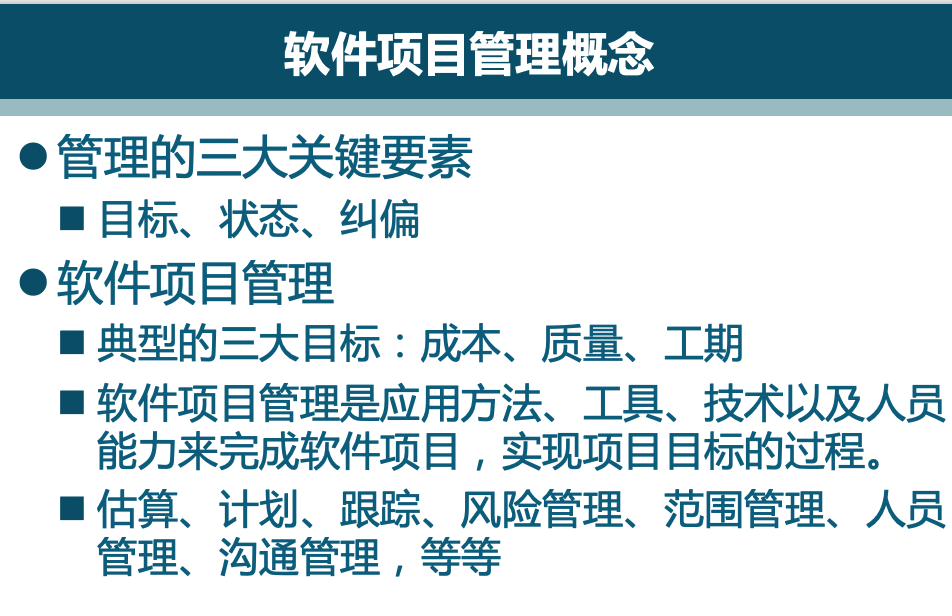 软件项目管理概念
●管理的三大关键要素
■ 目标、状态、纠偏
●软件项目管理
■ 典型的三大目标：成本、质量、工期
■ 软件项目管理是应用方法、工具、技术以及人员
能力来完成软件项目，实现项目目标的过程。
■ 估算、计划、跟踪、风险管理、范围管理、人员
管理、沟通管理，等等